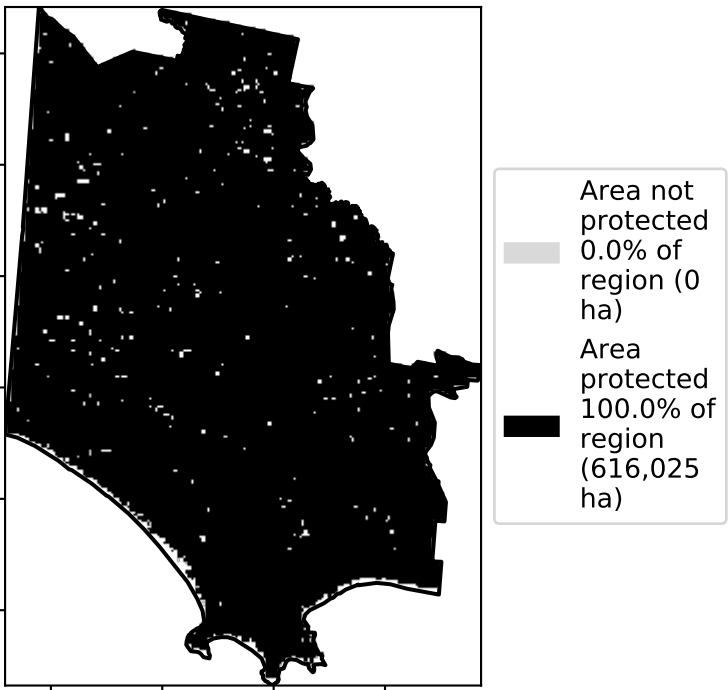 Area not
protected
0.0% of
region (0
ha)
Area
protected
100.0% of
region
(616,025
ha)